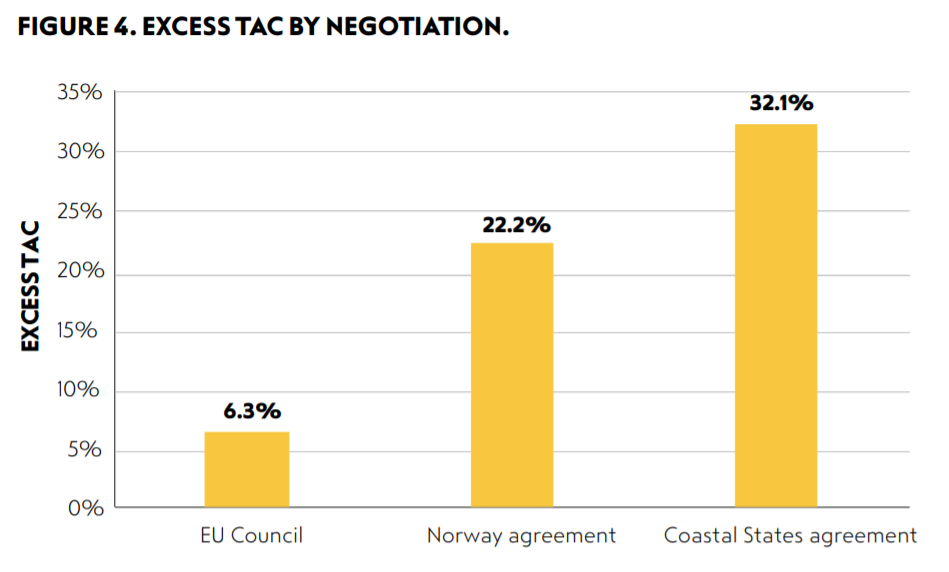 FIGURE 4. EXCESS TAC BY NEGOTIATION.
35%
30%
25%
20%
15%
10%
5%
0%
EXCESS TAC
6.3%
22.2%
32.1%
EU Council
Norway agreement
Coastal States agreement